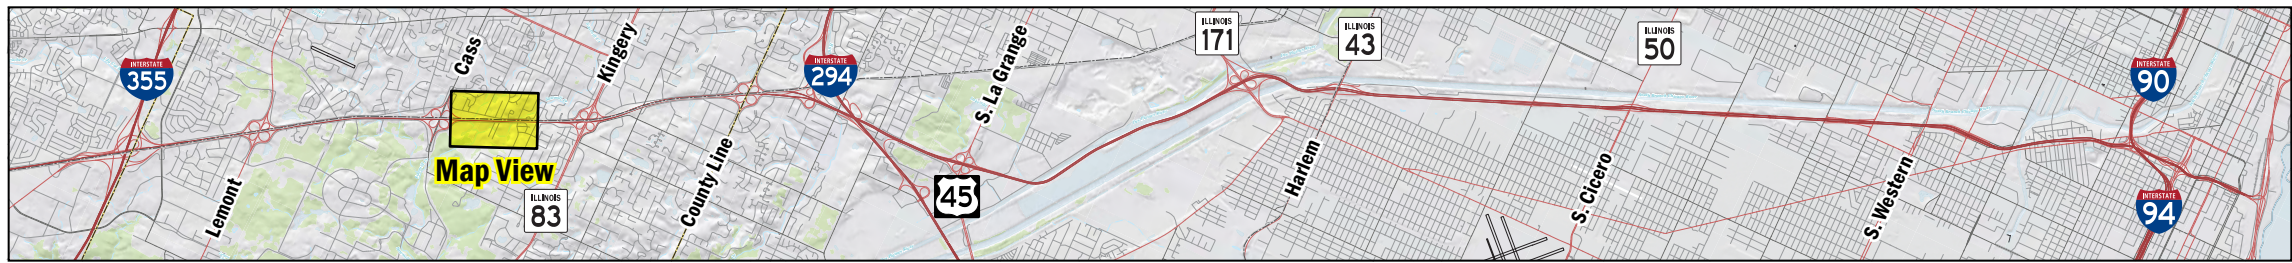 INTERSTATE
355
Lemont
Cass
Map View
Kingery
ILLINOIS
83
County Line
INTERSTATE
294
S. La Grange
45
ILLINOIS
171
Harlem
ILLINOIS
43
S. Cicero
ILLINOIS
50
S. Western
INTERSTATE
90
INTERSTATE
94